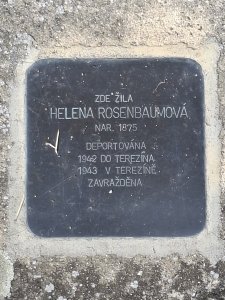 ZDE ŽILA
HELENA ROSENBAUMOVÁ
NAR. 1875
DEPORTOVÁNA
1942 DO TEREZÍNA
1943 V TEREZÍNĚ
ZAVRAŽDĚNA